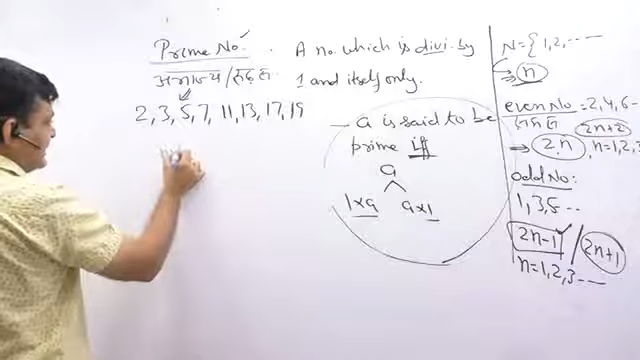 Prime No. A no. which is divi. by
अभाज्य / रूढ़ सं. 1 and itself only.
2, 3, 5, 7, 11, 13, 17, 19
— a is said to be
prime iff
a
1×a a×1
N={1,2,.....
n
even No = 2,4,6-
(2n+2)
2n, n=1,2,3
odd No:
1, 3, 5 ..
2n-1 / 2n+1
n=1,2,3 ----